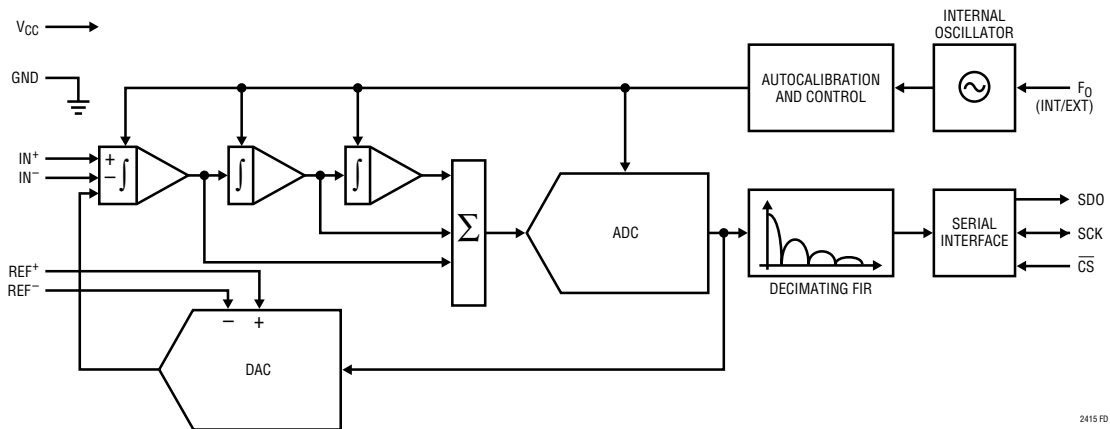 VCC
GND
IN+
IN−
REF+
REF−
+
−
∫
∫
∫
Σ
− +
DAC
ADC
AUTOCALIBRATION
AND CONTROL
INTERNAL
OSCILLATOR
FO
(INT/EXT)
DECIMATING FIR
SERIAL
INTERFACE
SDO
SCK
C̅S̅
2415 FD